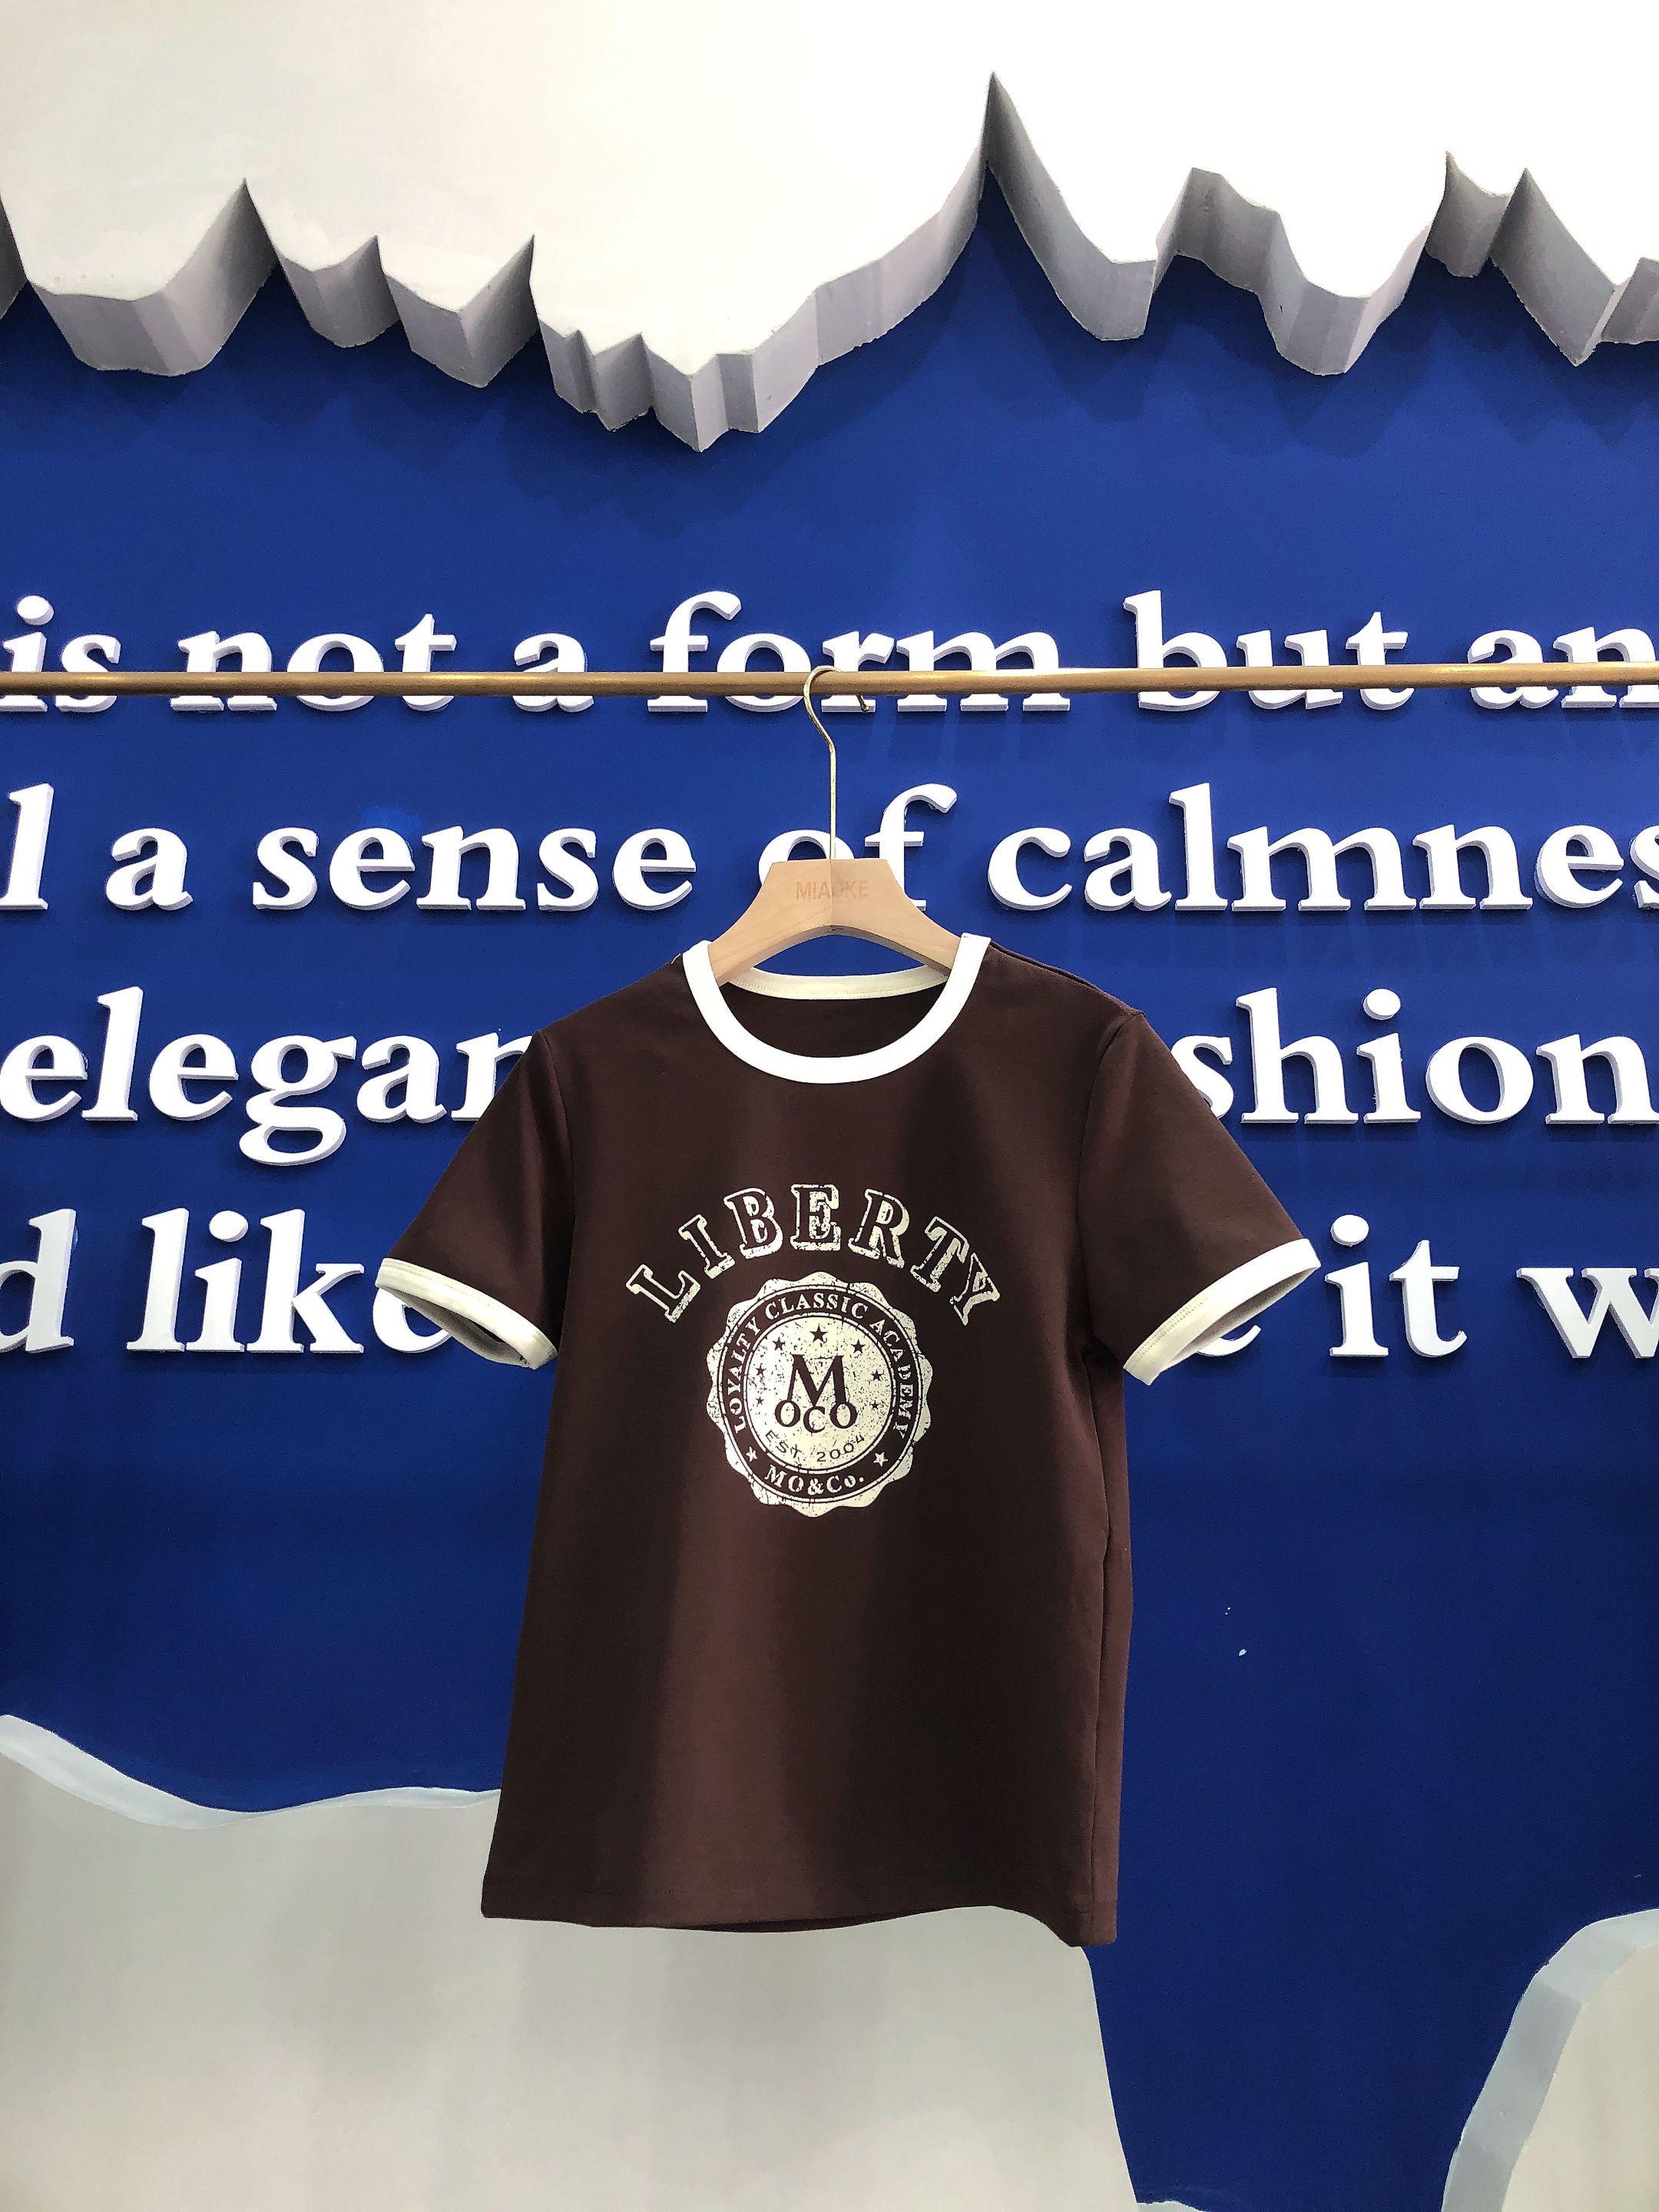 is not a form but an
l a sense of calmnes
elegan shion
d like it w
MIAOKE
LIBERTY
LOYALTY CLASSIC ACADEMY
M
OCO
EST. 2004
MO&Co.